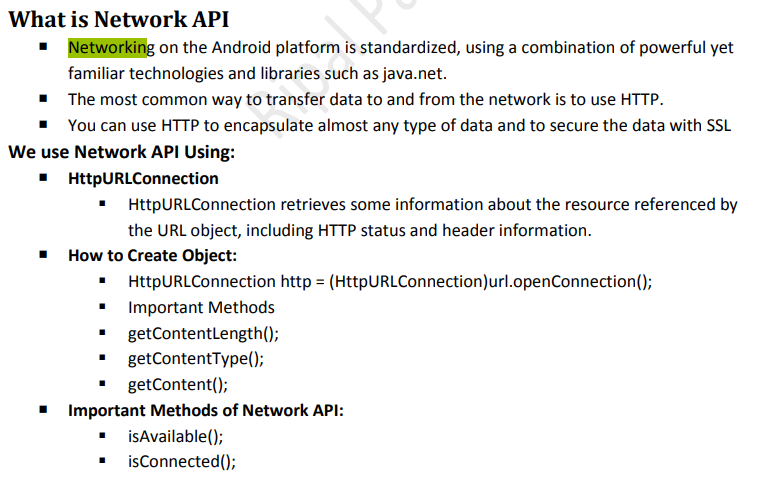 What is Network API
▪ Networking on the Android platform is standardized, using a combination of powerful yet
familiar technologies and libraries such as java.net.
▪ The most common way to transfer data to and from the network is to use HTTP.
▪ You can use HTTP to encapsulate almost any type of data and to secure the data with SSL
We use Network API Using:
▪ HttpURLConnection
▪ HttpURLConnection retrieves some information about the resource referenced by
the URL object, including HTTP status and header information.
▪ How to Create Object:
▪ HttpURLConnection http = (HttpURLConnection)url.openConnection();
▪ Important Methods
▪ getContentLength();
▪ getContentType();
▪ getContent();
▪ Important Methods of Network API:
▪ isAvailable();
▪ isConnected();